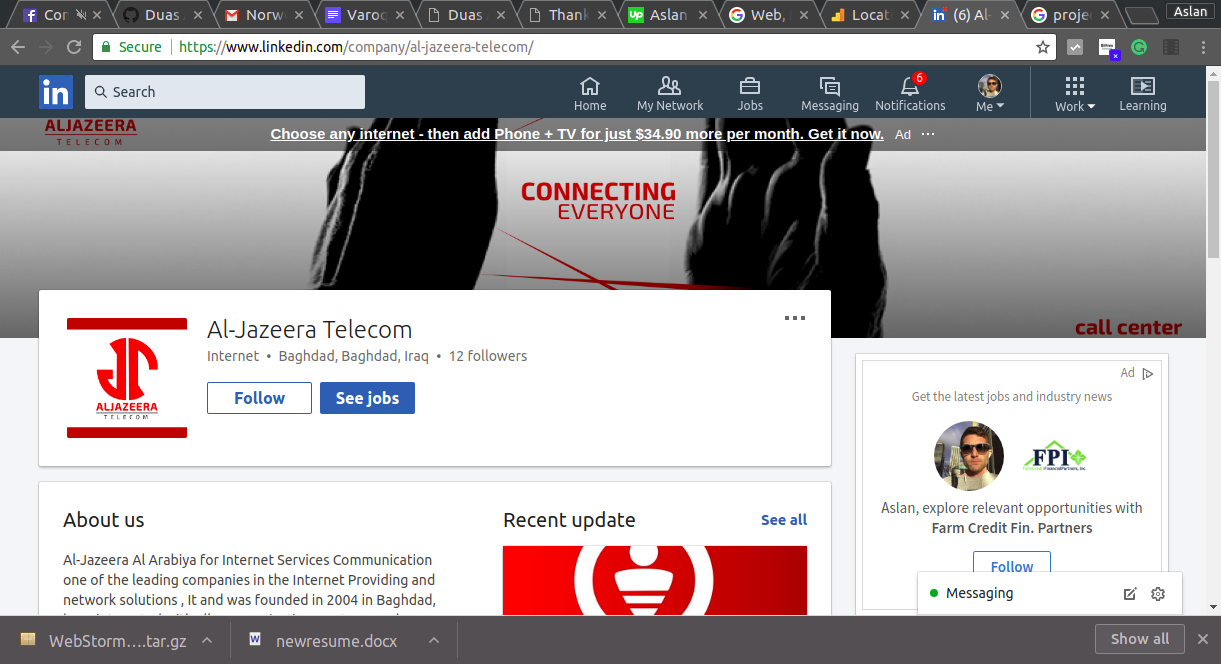 Con
Duas
Norw
Varoq
Duas
Thank
Aslan
Web,
Locat
(6) Al-
proje
Aslan
Secure
https://www.linkedin.com/company/al-jazeera-telecom/
in
Search
Home
My Network
Jobs
Messaging
6
Notifications
Me
Work
Learning
ALJAZEERA
TELECOM
Choose any internet - then add Phone + TV for just $34.90 more per month. Get it now. Ad ...
CONNECTING
EVERYONE
call center
ALJAZEERA
TELECOM
Al-Jazeera Telecom
Internet • Baghdad, Baghdad, Iraq • 12 followers
Follow
See jobs
Ad
Get the latest jobs and industry news
FPI
Aslan, explore relevant opportunities with
Farm Credit Fin. Partners
Follow
About us
Al-Jazeera Al Arabiya for Internet Services Communication
one of the leading companies in the Internet Providing and
network solutions , It and was founded in 2004 in Baghdad,
Recent update
See all
Messaging
WebStorm....tar.gz
newresume.docx
Show all